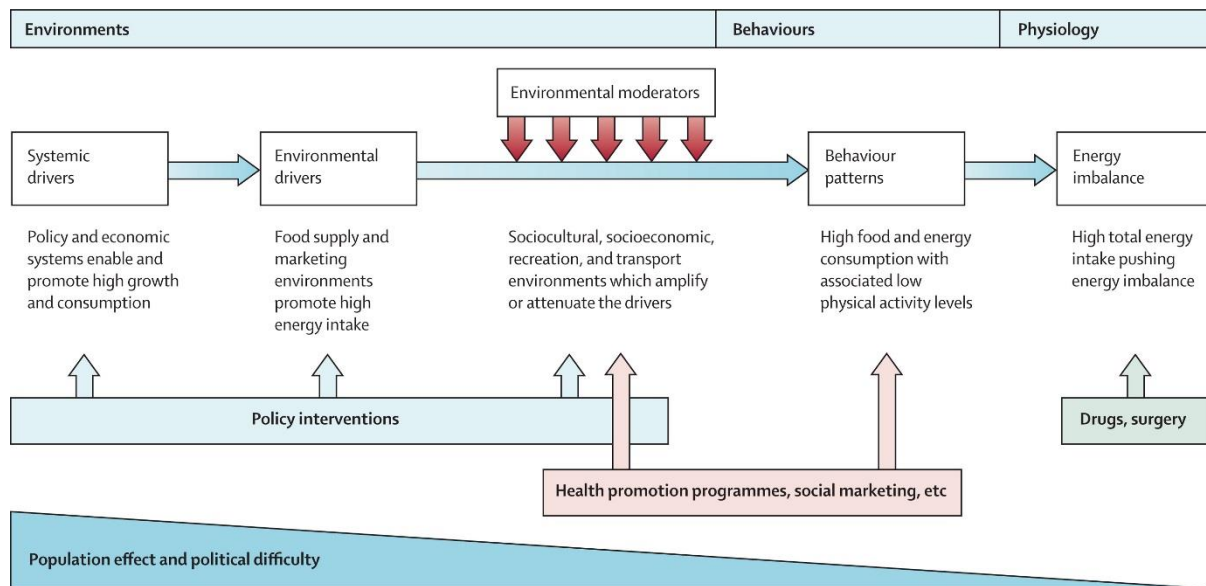 Environments
Behaviours
Physiology
Environmental moderators
Systemic
drivers
Environmental
drivers
Behaviour
patterns
Energy
imbalance
Policy and economic
systems enable and
promote high growth
and consumption
Food supply and
marketing
environments
promote high
energy intake
Sociocultural, socioeconomic,
recreation, and transport
environments which amplify
or attenuate the drivers
High food and energy
consumption with
associated low
physical activity levels
High total energy
intake pushing
energy imbalance
Policy interventions
Drugs, surgery
Health promotion programmes, social marketing, etc
Population effect and political difficulty